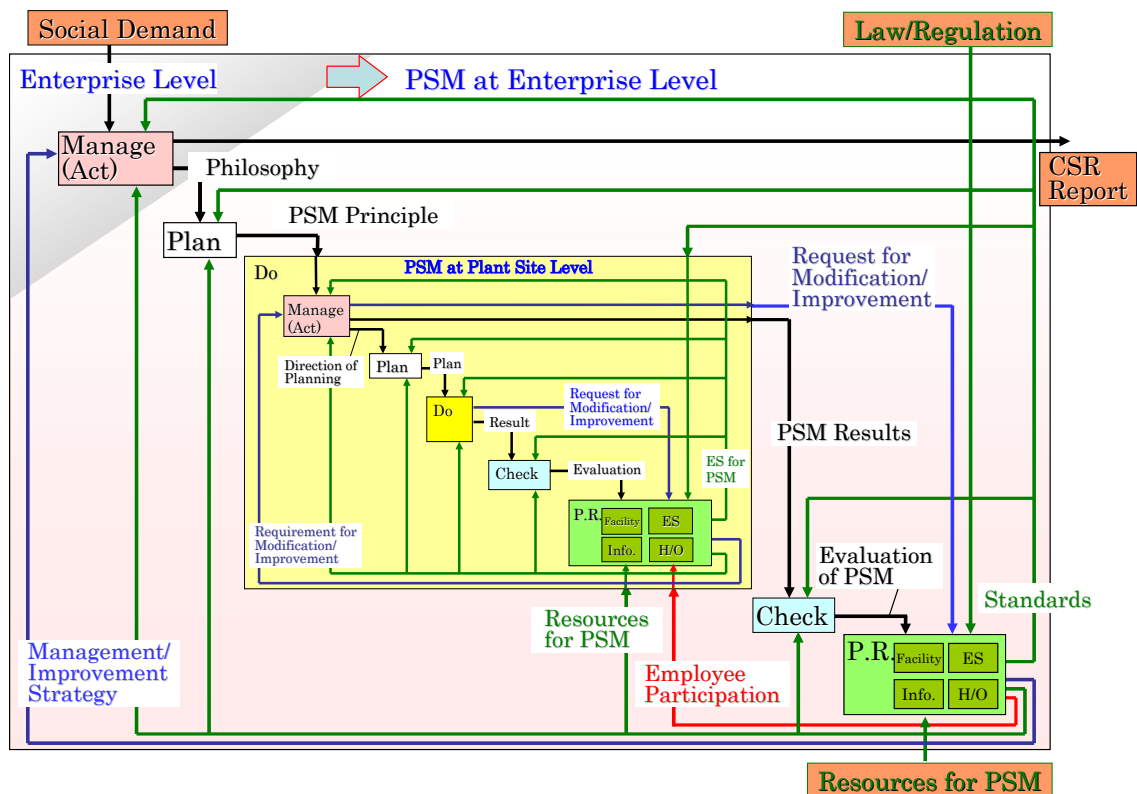 Social Demand
Law/Regulation
Enterprise Level
PSM at Enterprise Level
Manage
(Act)
CSR
Report
Philosophy
PSM Principle
Plan
Do
PSM at Plant Site Level
Request for
Modification/
Improvement
Manage
(Act)
Direction of
Planning
Plan
Plan
Do
Request for
Modification/
Improvement
Result
PSM Results
Check
Evaluation
ES for
PSM
P.R.
Facility
ES
Info.
H/O
Requirement for
Modification/
Improvement
Evaluation
of PSM
Standards
Check
Resources
for PSM
Management/
Improvement
Strategy
Employee
Participation
P.R.
Facility
ES
Info.
H/O
Resources for PSM